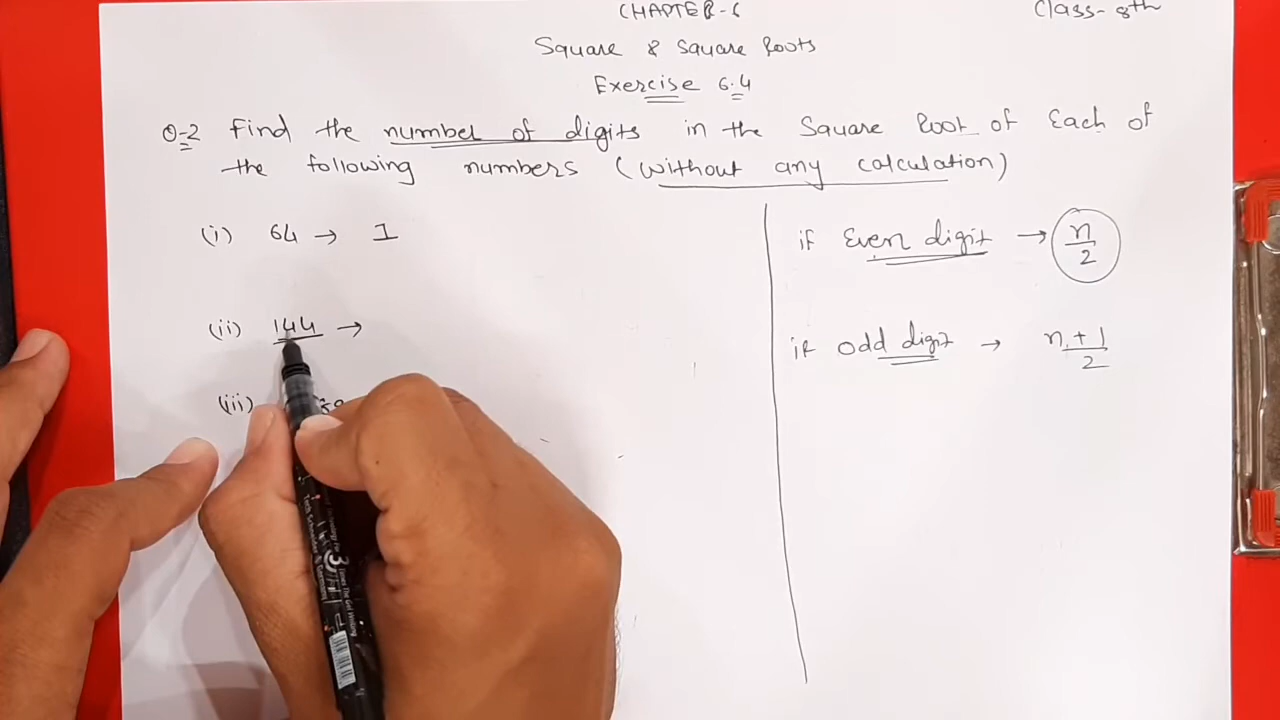 CHAPTER-6
Class-8th
Square & Square Roots
Exercise 6.4
Q-2 Find the number of digits in the Square Root of Each of
the following numbers (without any calculation)
(i) 64 → 1
(ii) 144 →
(iii)
if Even digit → n/2
if odd digit → n+1/2